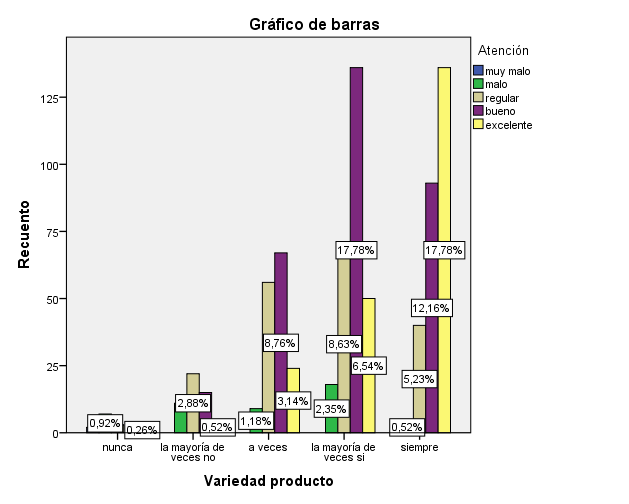 Gráfico de barras
Atención
muy malo
malo
regular
bueno
excelente
Recuento
125
100
75
50
25
0
0,92%
0,26%
2,88%
0,52%
1,18%
8,76%
3,14%
2,35%
8,63%
17,78%
6,54%
0,52%
5,23%
12,16%
17,78%
nunca
la mayoría de
veces no
a veces
la mayoría de
veces si
siempre
Variedad producto